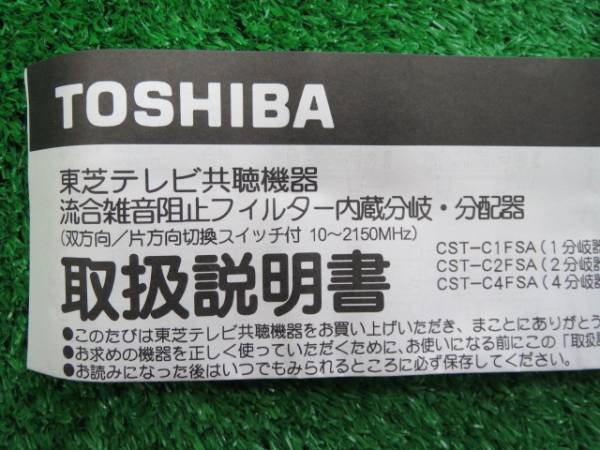 TOSHIBA
東芝テレビ共聴機器
流合雑音阻止フィルター内蔵分岐・分配器
(双方向/片方向切換スイッチ付 10～2150MHz)
CST-C1FSA(1分岐器
CST-C2FSA(2分岐器
CST-C4FSA(4分岐器
取扱説明書
●このたびは東芝テレビ共聴機器をお買い上げいただき、まことにありがとう
●お求めの機器を正しく使っていただくために、お使いになる前にこの「取扱説
●お読みになった後はいつでもみられるところに必ず保存してください。